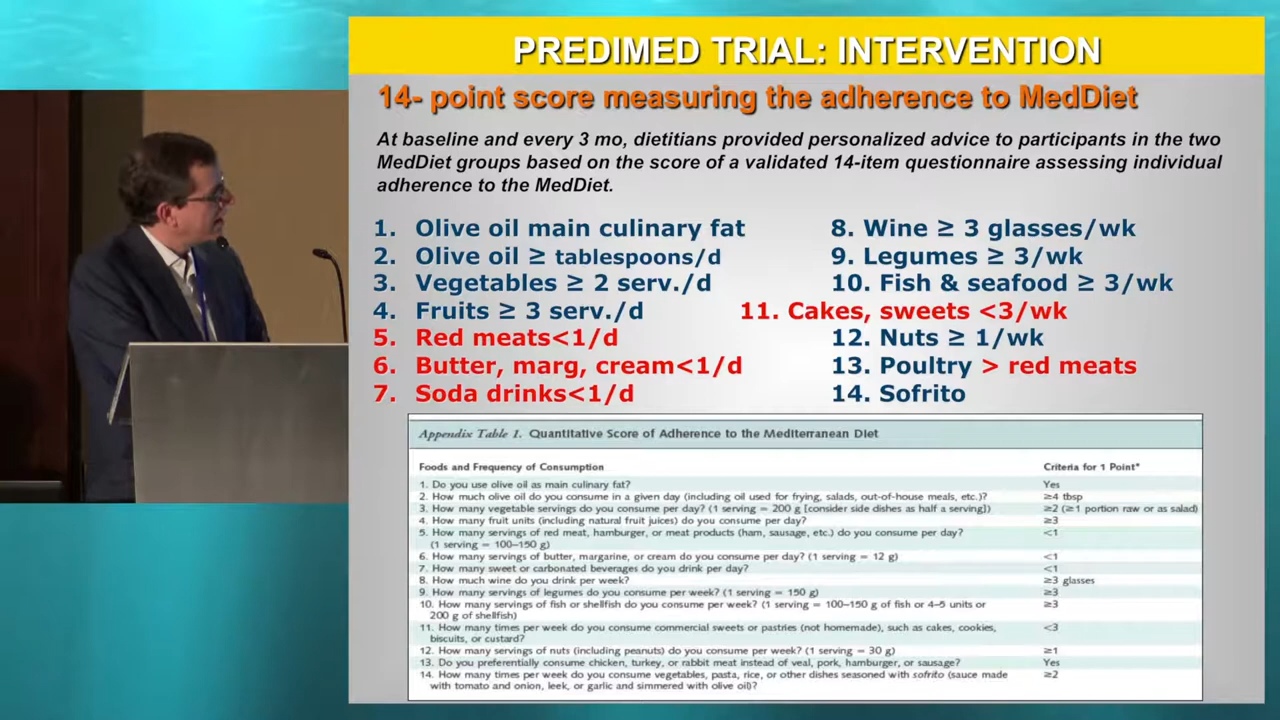 PREDIMED TRIAL: INTERVENTION
14- point score measuring the adherence to MedDiet
At baseline and every 3 mo, dietitians provided personalized advice to participants in the two
MedDiet groups based on the score of a validated 14-item questionnaire assessing individual
adherence to the MedDiet.
1. Olive oil main culinary fat
2. Olive oil ≥ tablespoons/d
3. Vegetables ≥ 2 serv./d
4. Fruits ≥ 3 serv./d
5. Red meats<1/d
6. Butter, marg, cream<1/d
7. Soda drinks<1/d
8. Wine ≥ 3 glasses/wk
9. Legumes ≥ 3/wk
10. Fish & seafood ≥ 3/wk
11. Cakes, sweets <3/wk
12. Nuts ≥ 1/wk
13. Poultry > red meats
14. Sofrito
Appendix Table 1. Quantitative Score of Adherence to the Mediterranean Diet
Foods and Frequency of Consumption Criteria for 1 Point*
1. Do you use olive oil as main culinary fat? Yes
2. How much olive oil do you consume in a given day (including oil used for frying, salads, out-of-house meals, etc.)? ≥4 tbsp
3. How many vegetable servings do you consume per day? (1 serving = 200 g [consider side dishes as half a serving]) ≥2 (≥1 portion raw or as salad)
4. How many fruit units (including natural fruit juices) do you consume per day? ≥3
5. How many servings of red meat, hamburger, or meat products (ham, sausage, etc.) do you consume per day? <1
(1 serving = 100–150 g)
6. How many servings of butter, margarine, or cream do you consume per day? (1 serving = 12 g) <1
7. How many sweet or carbonated beverages do you drink per day? <1
8. How much wine do you drink per week? ≥3 glasses
9. How many servings of legumes do you consume per week? (1 serving = 150 g) ≥3
10. How many servings of fish or shellfish do you consume per week? (1 serving = 100–150 g of fish or 4–5 units or ≥3
200 g of shellfish)
11. How many times per week do you consume commercial sweets or pastries (not homemade), such as cakes, cookies, <3
biscuits, or custard?
12. How many servings of nuts (including peanuts) do you consume per week? (1 serving = 30 g) ≥1
13. Do you preferentially consume chicken, turkey, or rabbit meat instead of veal, pork, hamburger, or sausage? Yes
14. How many times per week do you consume vegetables, pasta, rice, or other dishes seasoned with sofrito (sauce made ≥2
with tomato and onion, leek, or garlic and simmered with olive oil)?